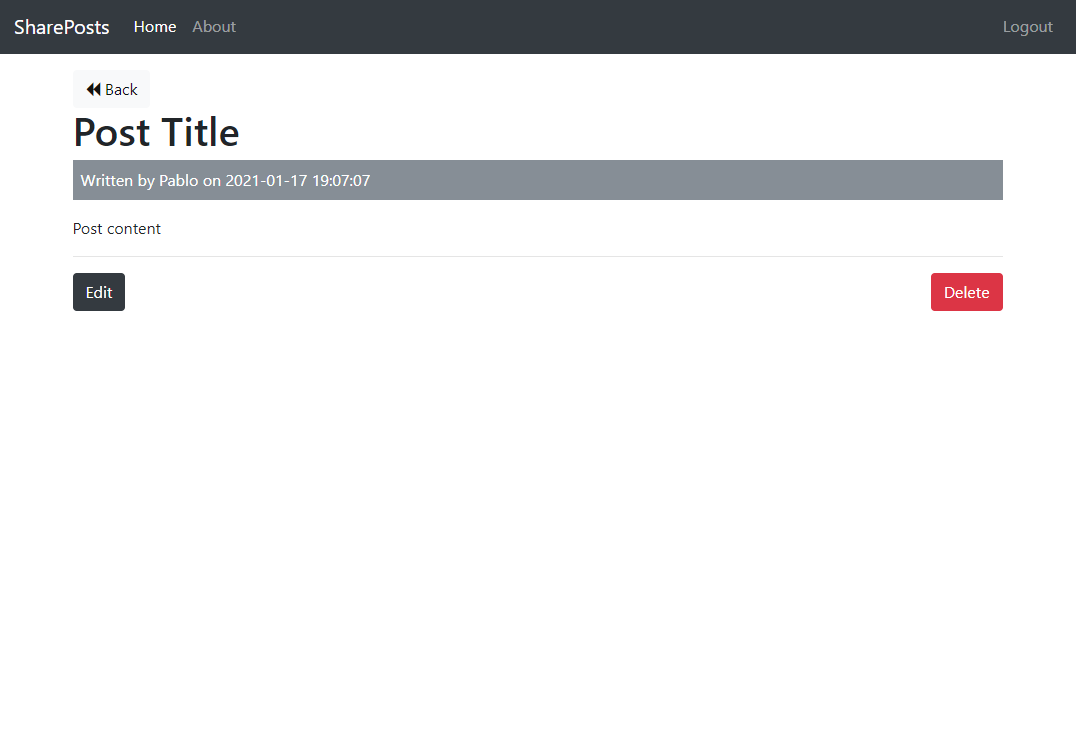 SharePosts Home About Logout
Back
Post Title
Written by Pablo on 2021-01-17 19:07:07
Post content
Edit Delete